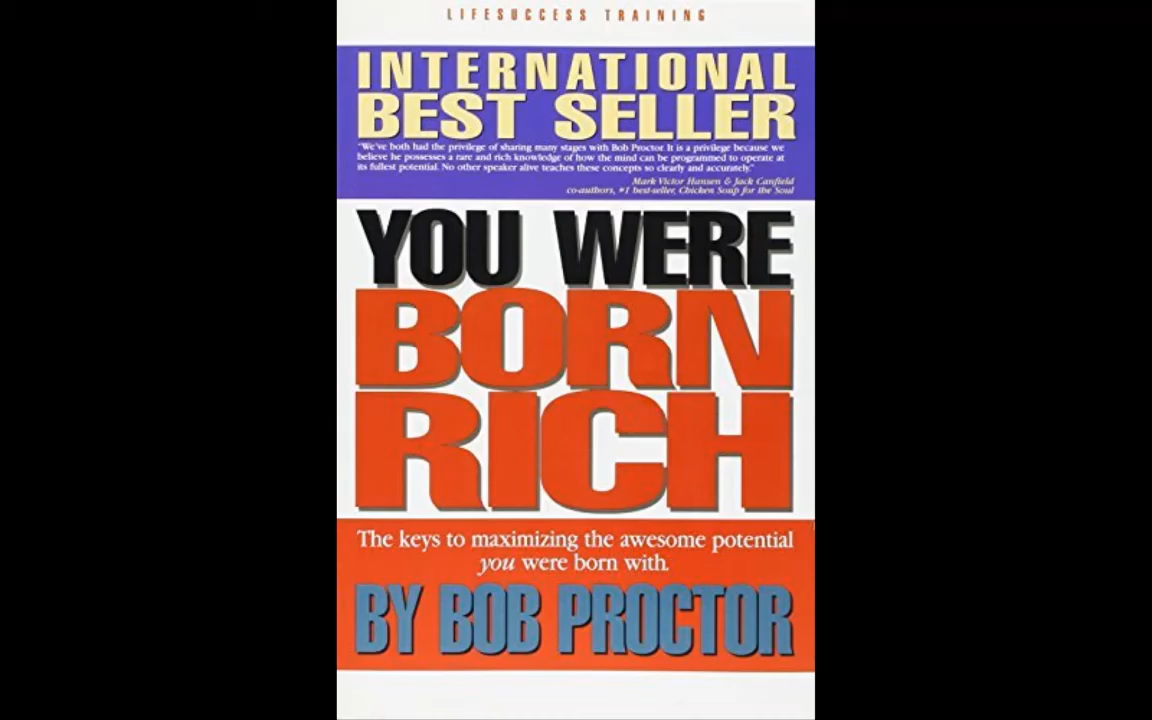 LIFESUCCESS TRAINING
INTERNATIONAL
BEST SELLER
"We've both had the privilege of sharing many stages with Bob Proctor. It is a privilege because we
believe he possesses a rare and rich knowledge of how the mind can be programmed to operate at
its fullest potential. No other speaker alive teaches these concepts so clearly and accurately."
Mark Victor Hansen & Jack Canfield
co-authors, #1 best-seller, Chicken Soup for the Soul
YOU WERE
BORN
RICH
The keys to maximizing the awesome potential
you were born with.
BY BOB PROCTOR